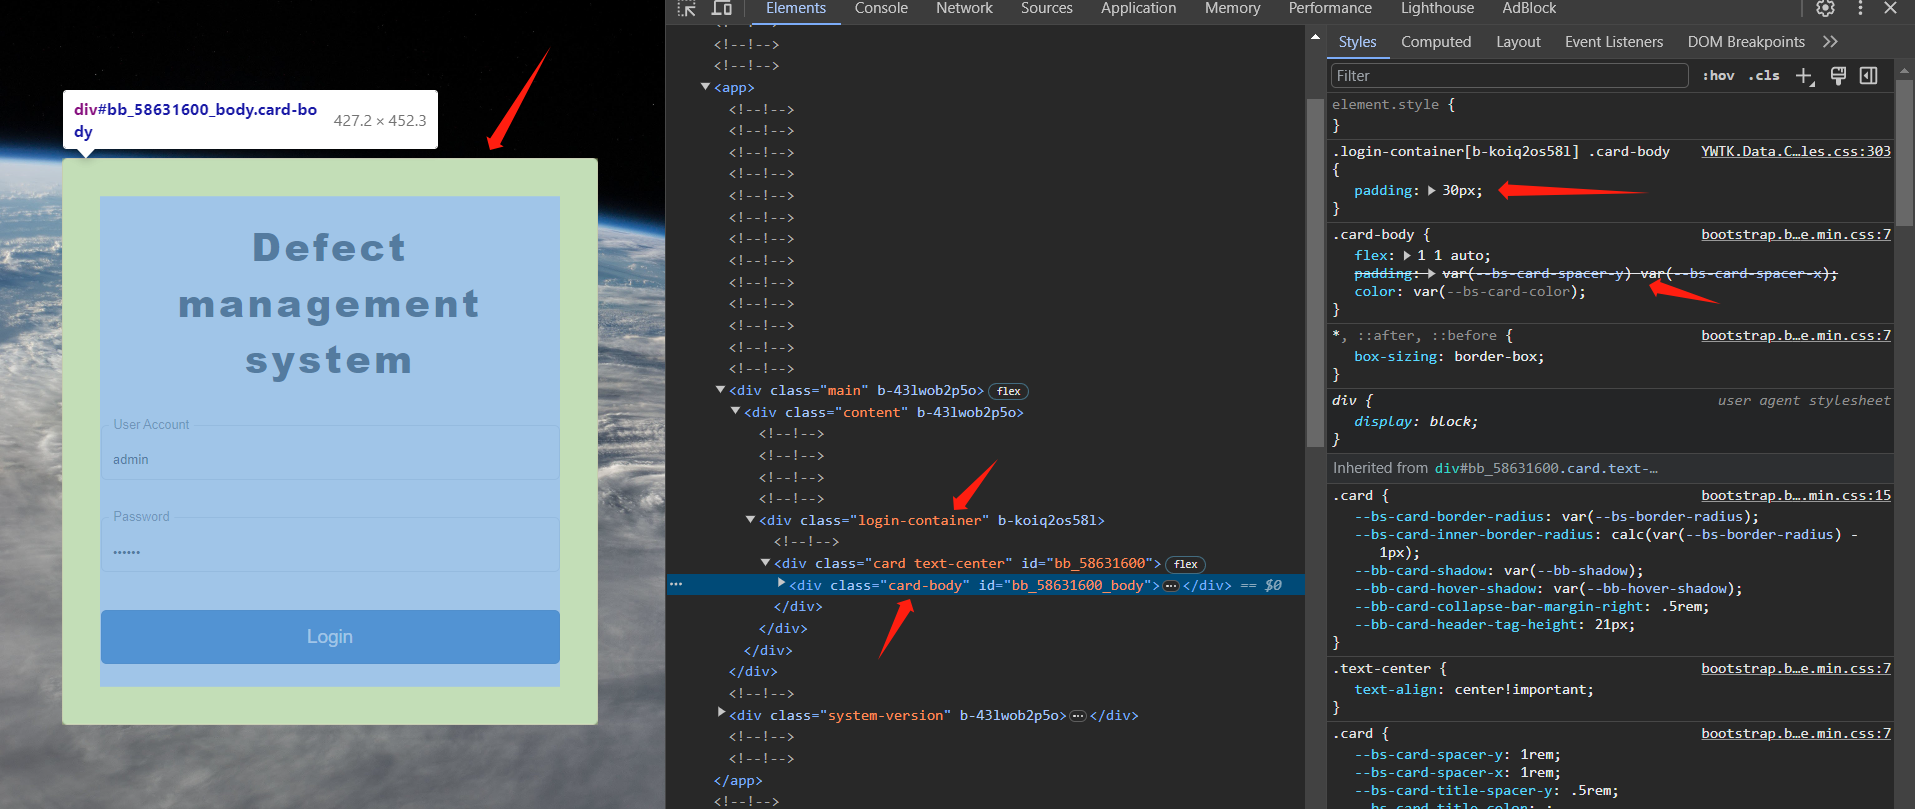 div#bb_58631600_body.card-bo
dy
427.2 × 452.3
Defect
management
system
User Account
admin
Password
••••••
Login
Elements Console Network Sources Application Memory Performance Lighthouse AdBlock
<!--!-->
<!--!-->
<app>
<!--!-->
<!--!-->
<!--!-->
<!--!-->
<!--!-->
<!--!-->
<!--!-->
<!--!-->
<!--!-->
<!--!-->
<!--!-->
<!--!-->
<!--!-->
<div class="main" b-43lwob2p5o> flex
<div class="content" b-43lwob2p5o>
<!--!-->
<!--!-->
<!--!-->
<!--!-->
<div class="login-container" b-koiq2os58l>
<!--!-->
<div class="card text-center" id="bb_58631600"> flex
<div class="card-body" id="bb_58631600_body">…</div> == $0
</div>
</div>
</div>
</div>
<!--!-->
<div class="system-version" b-43lwob2p5o>…</div>
<!--!-->
<!--!-->
</app>
<!--!-->
Styles Computed Layout Event Listeners DOM Breakpoints
Filter :hov .cls
element.style {
}
.login-container[b-koiq2os58l] .card-body YWTK.Data.C…les.css:303
{
padding: 30px;
}
.card-body { bootstrap.b…e.min.css:7
flex: 1 1 auto;
padding: var(--bs-card-spacer-y) var(--bs-card-spacer-x);
color: var(--bs-card-color);
}
*, ::after, ::before { bootstrap.b…e.min.css:7
box-sizing: border-box;
}
div { user agent stylesheet
display: block;
}
Inherited from div#bb_58631600.card.text-…
.card { bootstrap.b….min.css:15
--bs-card-border-radius: var(--bs-border-radius);
--bs-card-inner-border-radius: calc(var(--bs-border-radius) -
1px);
--bb-card-shadow: var(--bb-shadow);
--bb-card-hover-shadow: var(--bb-hover-shadow);
--bb-card-collapse-bar-margin-right: .5rem;
--bb-card-header-tag-height: 21px;
}
.text-center { bootstrap.b…e.min.css:7
text-align: center!important;
}
.card { bootstrap.b…e.min.css:7
--bs-card-spacer-y: 1rem;
--bs-card-spacer-x: 1rem;
--bs-card-title-spacer-y: .5rem;
--bs-card-title-color: ;